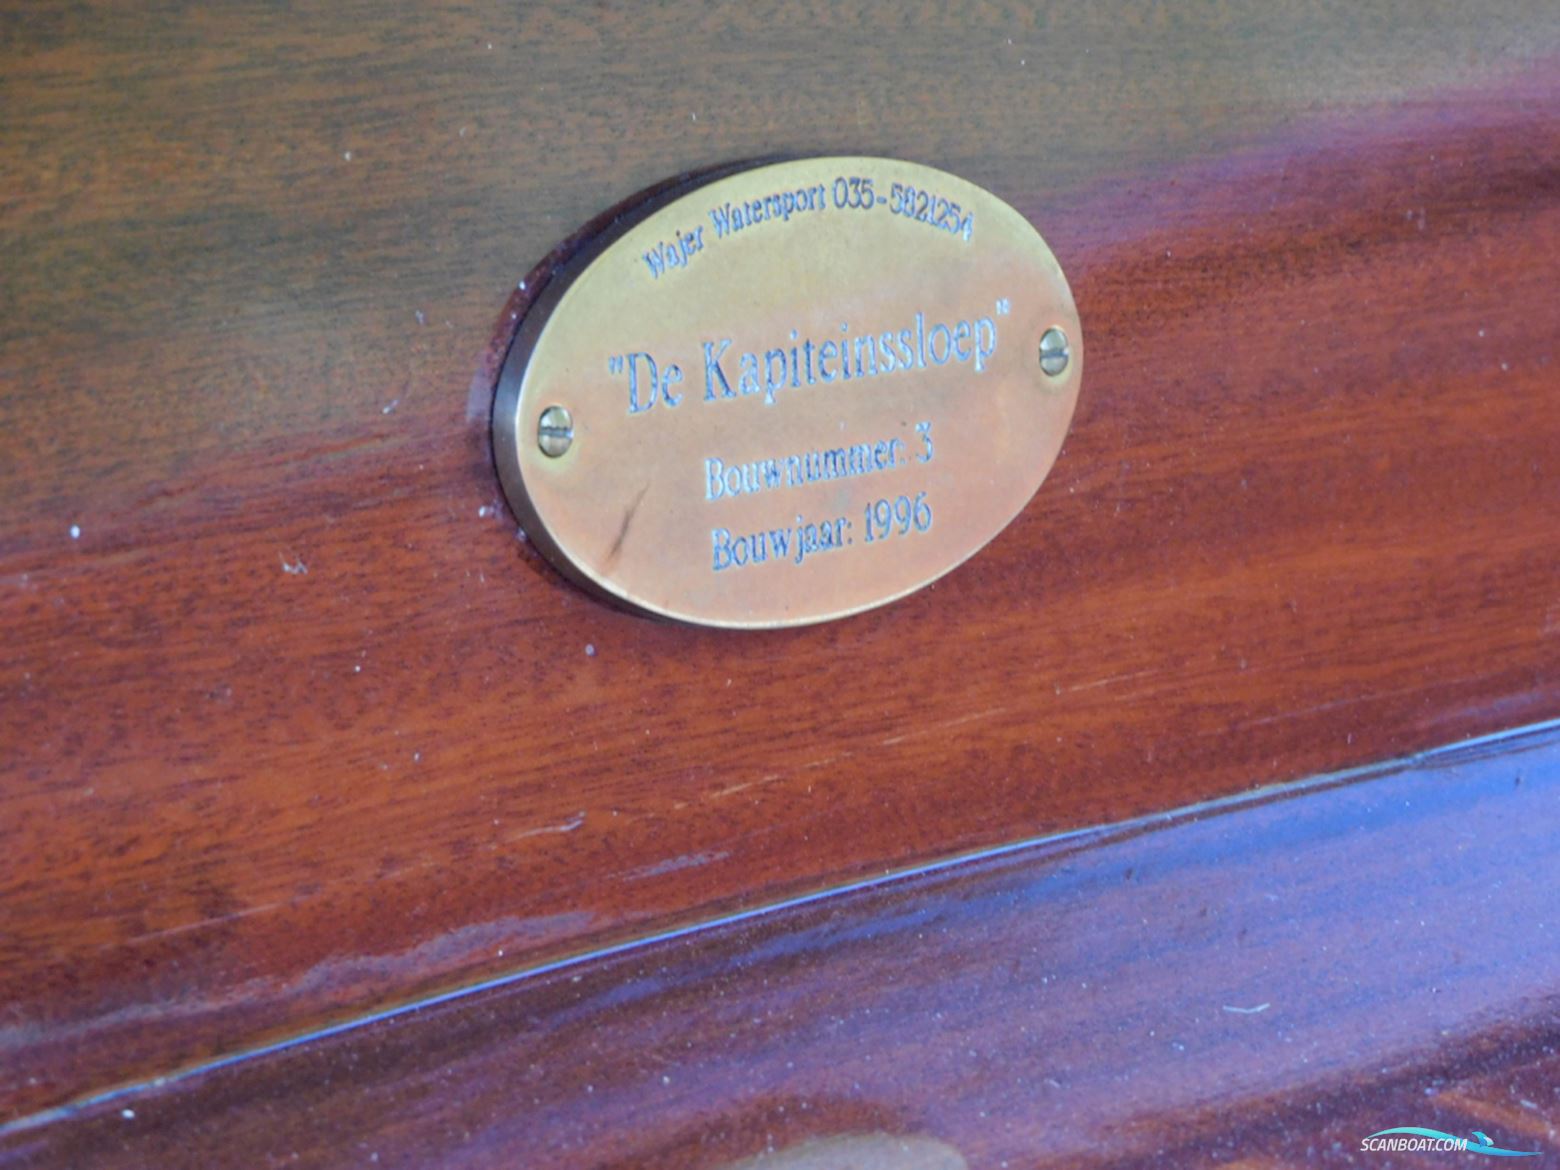 Wajer Watersport 035-5821254
"De Kapiteinssloep"
Bouwnummer: 3
Bouwjaar: 1996
SCANBOAT.COM